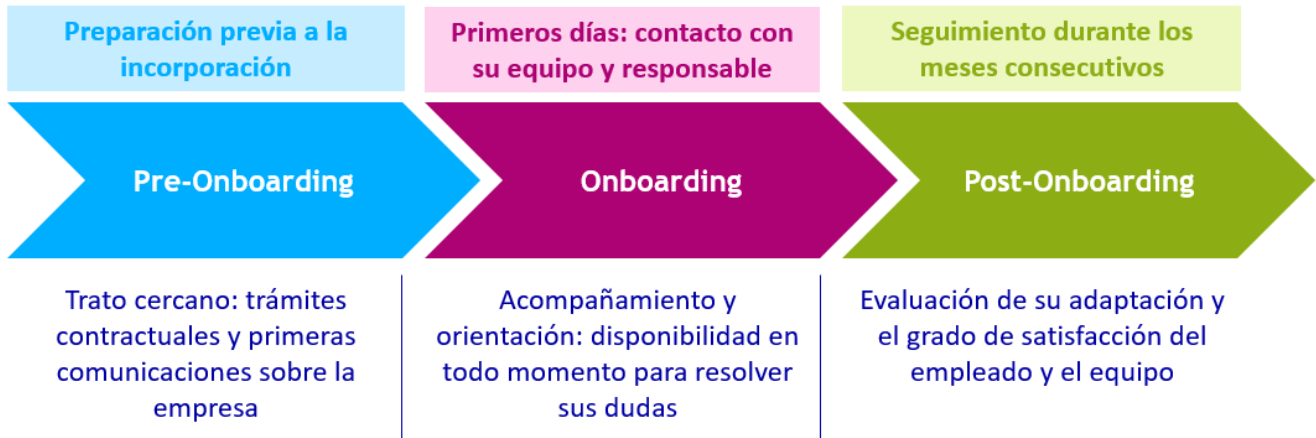 Preparación previa a la
incorporación
Primeros días: contacto con
su equipo y responsable
Seguimiento durante los
meses consecutivos
Pre-Onboarding
Onboarding
Post-Onboarding
Trato cercano: trámites
contractuales y primeras
comunicaciones sobre la
empresa
Acompañamiento y
orientación: disponibilidad en
todo momento para resolver
sus dudas
Evaluación de su adaptación y
el grado de satisfacción del
empleado y el equipo